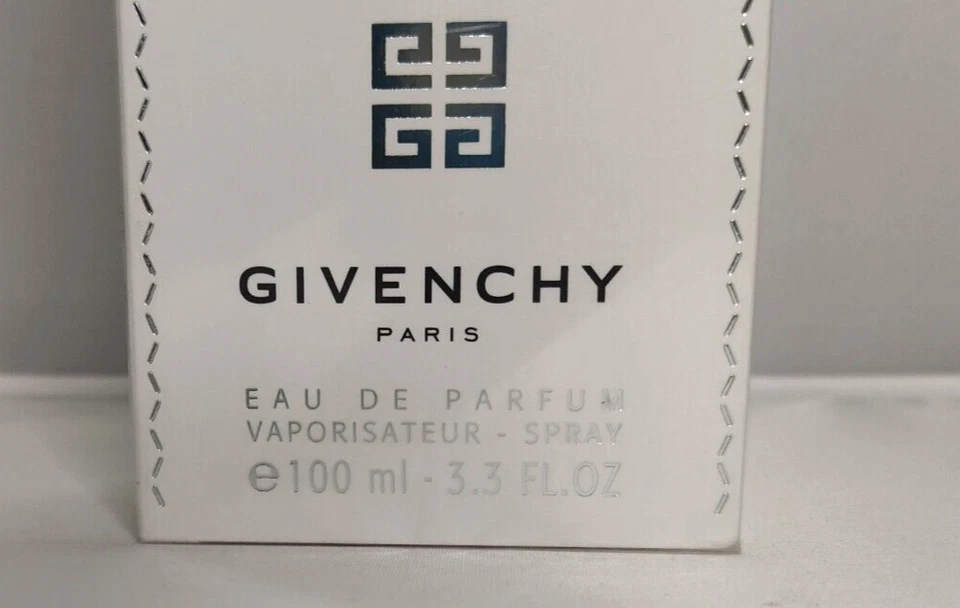 GIVENCHY
PARIS
EAU DE PARFUM
VAPORISATEUR - SPRAY
℮100 ml - 3.3 FL.OZ